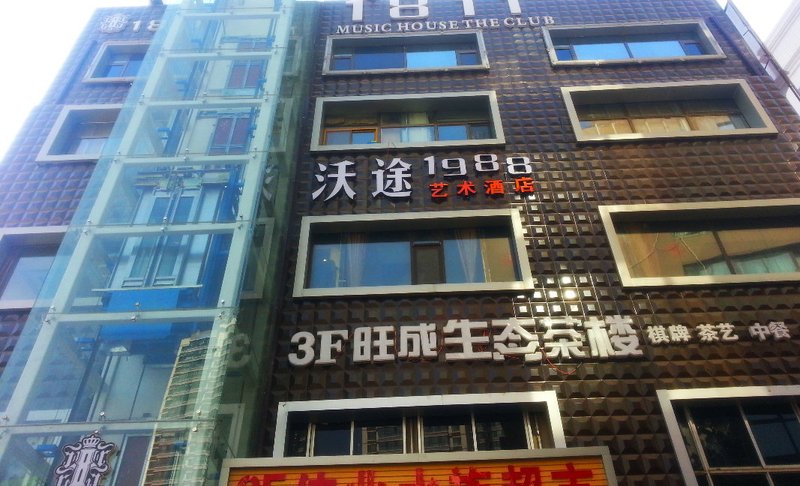 1811
MUSIC HOUSE THE CLUB
沃途1988
艺术酒店
3F旺成生态茶楼 棋牌 茶艺 中餐